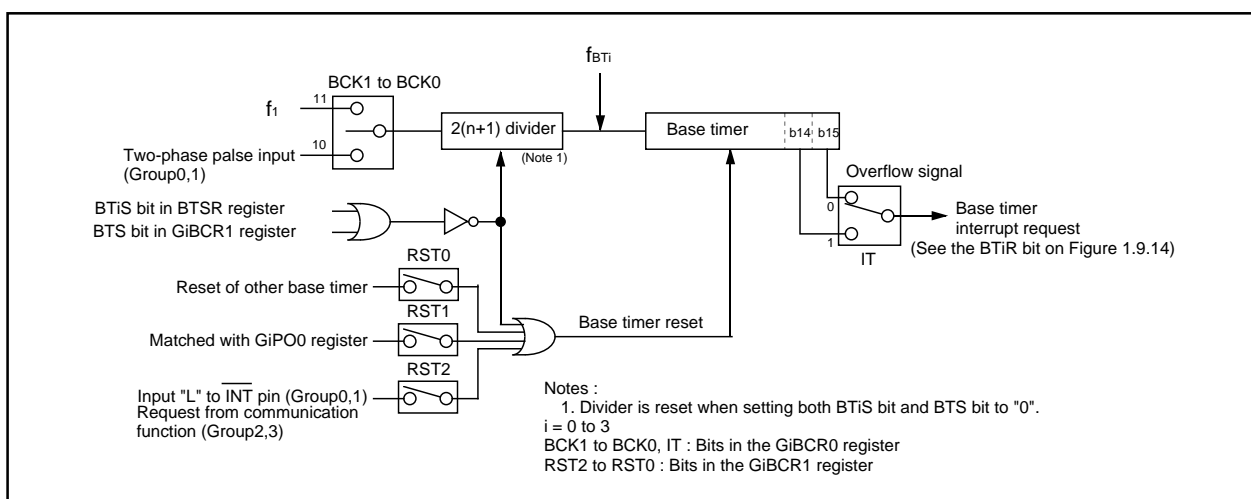 fBTi
BCK1 to BCK0
f1
11
10
2(n+1) divider
(Note 1)
Base timer
b14
b15
Two-phase palse input
(Group0,1)
Overflow signal
0
1
IT
Base timer
interrupt request
(See the BTiR bit on Figure 1.9.14)
BTiS bit in BTSR register
BTS bit in GiBCR1 register
RST0
Reset of other base timer
RST1
Base timer reset
Matched with GiPO0 register
RST2
Input "L" to INT pin (Group0,1)
Request from communication
function (Group2,3)
Notes :
1. Divider is reset when setting both BTiS bit and BTS bit to "0".
i = 0 to 3
BCK1 to BCK0, IT : Bits in the GiBCR0 register
RST2 to RST0 : Bits in the GiBCR1 register